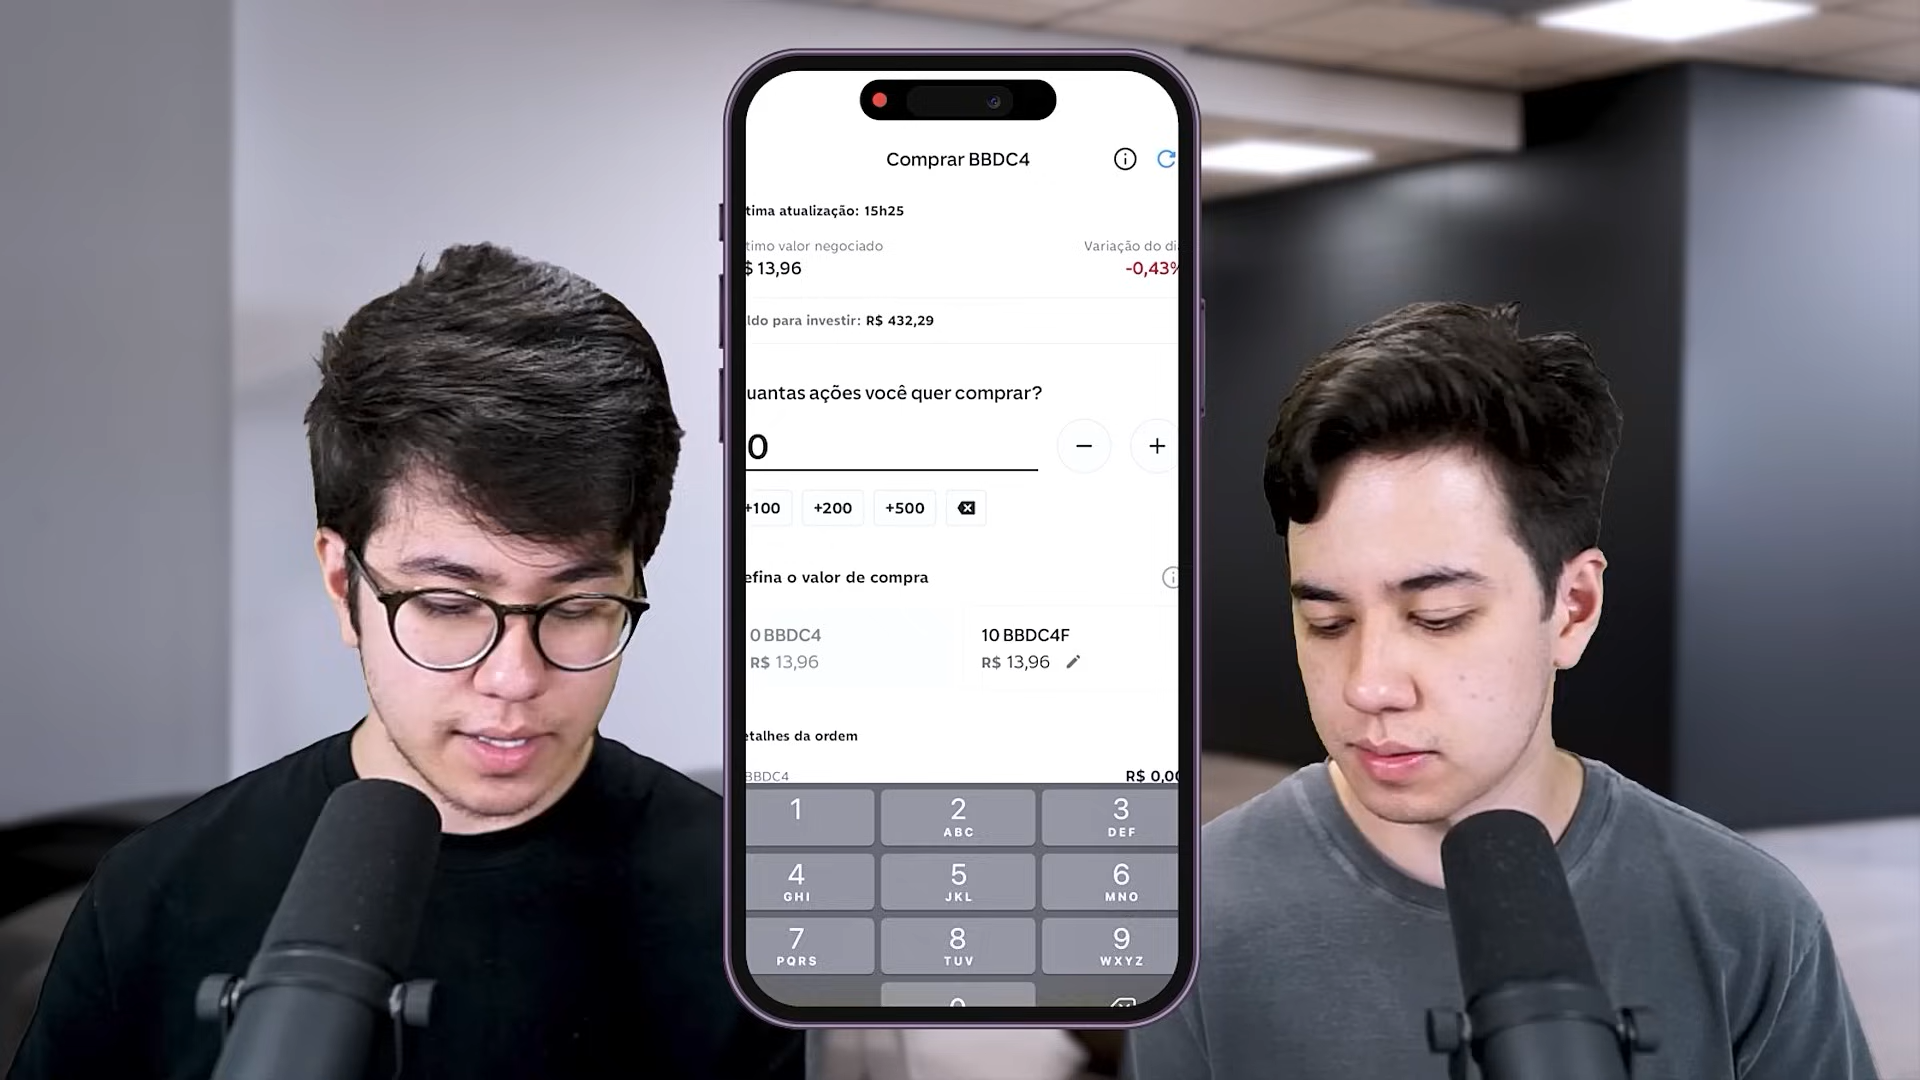 Comprar BBDC4
tima atualização: 15h25
timo valor negociado
Variação do di
$ 13,96
-0,43%
ldo para investir: R$ 432,29
uantas ações você quer comprar?
0
+100
+200
+500
efina o valor de compra
0 BBDC4
10 BBDC4F
R$ 13,96
R$ 13,96
etalhes da ordem
BBDC4
R$ 0,00
1
2
3
ABC
DEF
4
5
6
GHI
JKL
MNO
7
8
9
PQRS
TUV
WXYZ
0